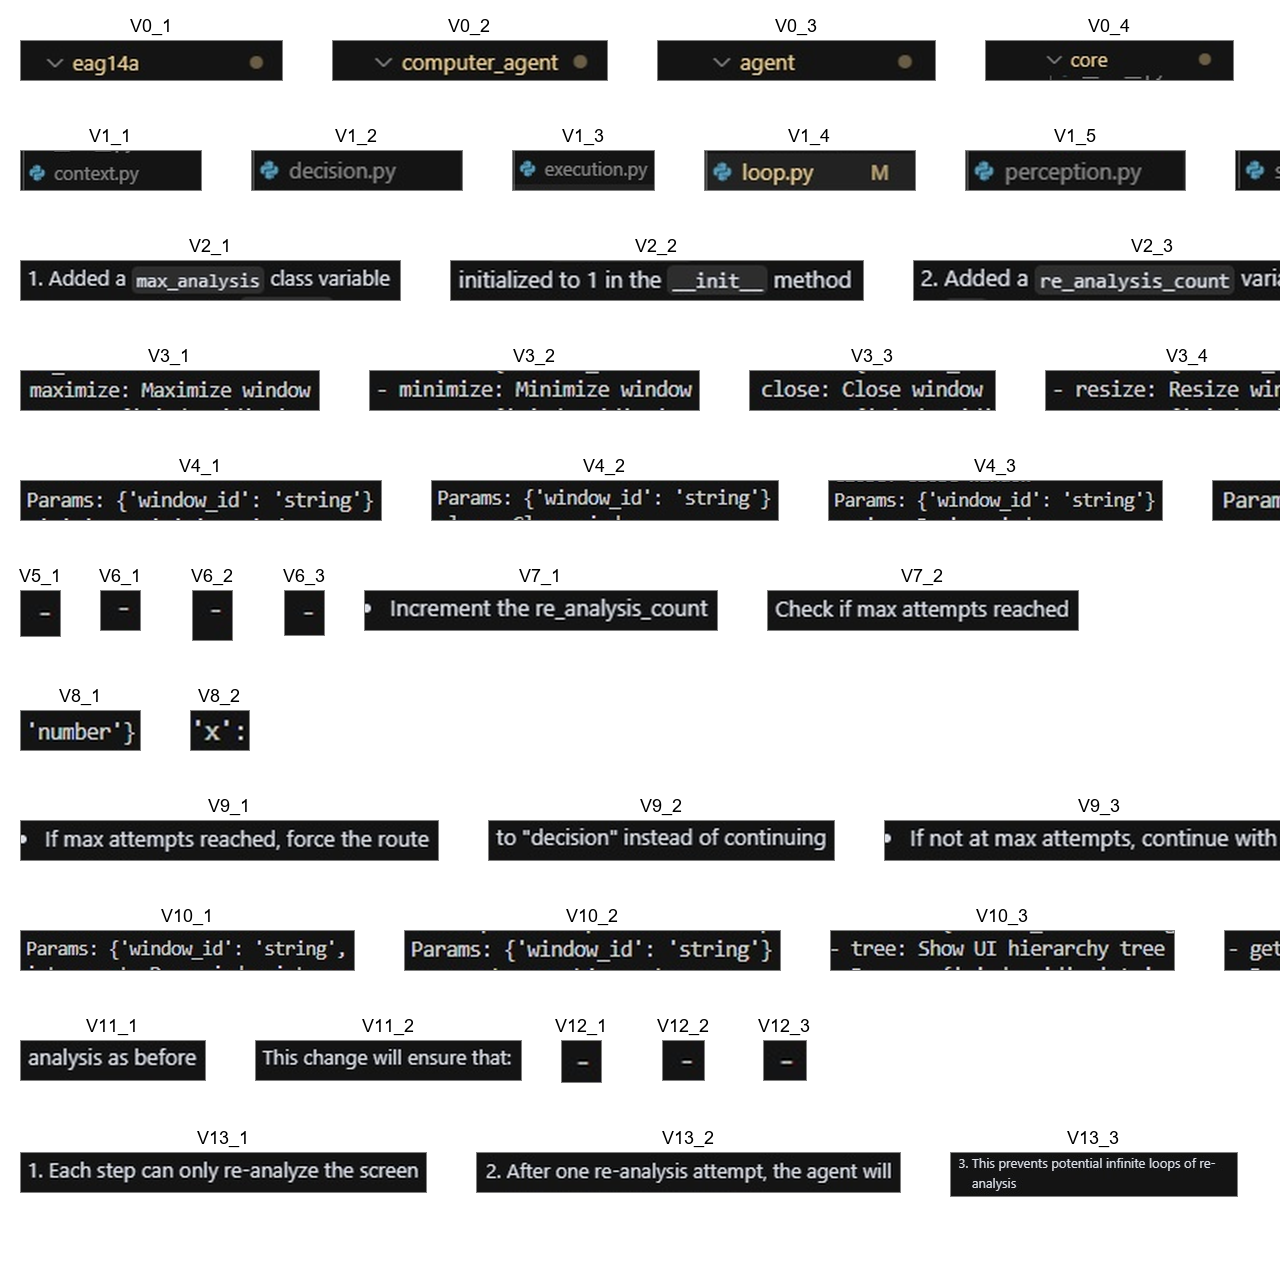 V0_1 V0_2 V0_3 V0_4
eag14a computer_agent agent core
V1_1 V1_2 V1_3 V1_4 V1_5
context.py decision.py execution.py loop.py M perception.py
V2_1 V2_2 V2_3
1. Added a max_analysis class variable initialized to 1 in the __init__ method 2. Added a re_analysis_count
V3_1 V3_2 V3_3 V3_4
maximize: Maximize window - minimize: Minimize window close: Close window - resize: Resize
V4_1 V4_2 V4_3
Params: {'window_id': 'string'} Params: {'window_id': 'string'} Params: {'window_id': 'string'}
V5_1 V6_1 V6_2 V6_3 V7_1 V7_2
- - - - • Increment the re_analysis_count Check if max attempts reached
V8_1 V8_2
'number'} 'x':
V9_1 V9_2 V9_3
• If max attempts reached, force the route to "decision" instead of continuing • If not at max attempts, continue with
V10_1 V10_2 V10_3
Params: {'window_id': 'string', Params: {'window_id': 'string'} - tree: Show UI hierarchy tree - get
V11_1 V11_2 V12_1 V12_2 V12_3
analysis as before This change will ensure that: - - -
V13_1 V13_2 V13_3
1. Each step can only re-analyze the screen 2. After one re-analysis attempt, the agent will 3. This prevents potential infinite loops of re-
analysis